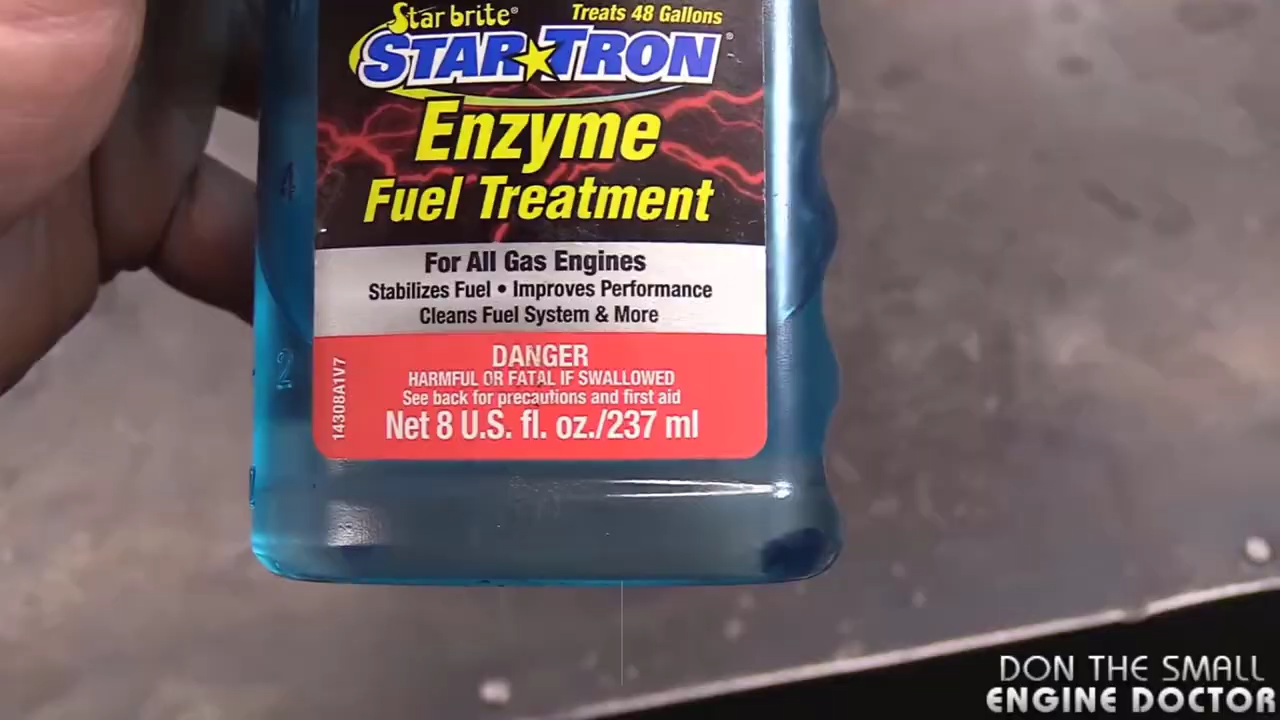 Star brite® Treats 48 Gallons
STAR★TRON®
Enzyme
Fuel Treatment
For All Gas Engines
Stabilizes Fuel • Improves Performance
Cleans Fuel System & More
DANGER
HARMFUL OR FATAL IF SWALLOWED
See back for precautions and first aid
Net 8 U.S. fl. oz./237 ml
14308A1V7
4
2
DON THE SMALL
ENGINE DOCTOR